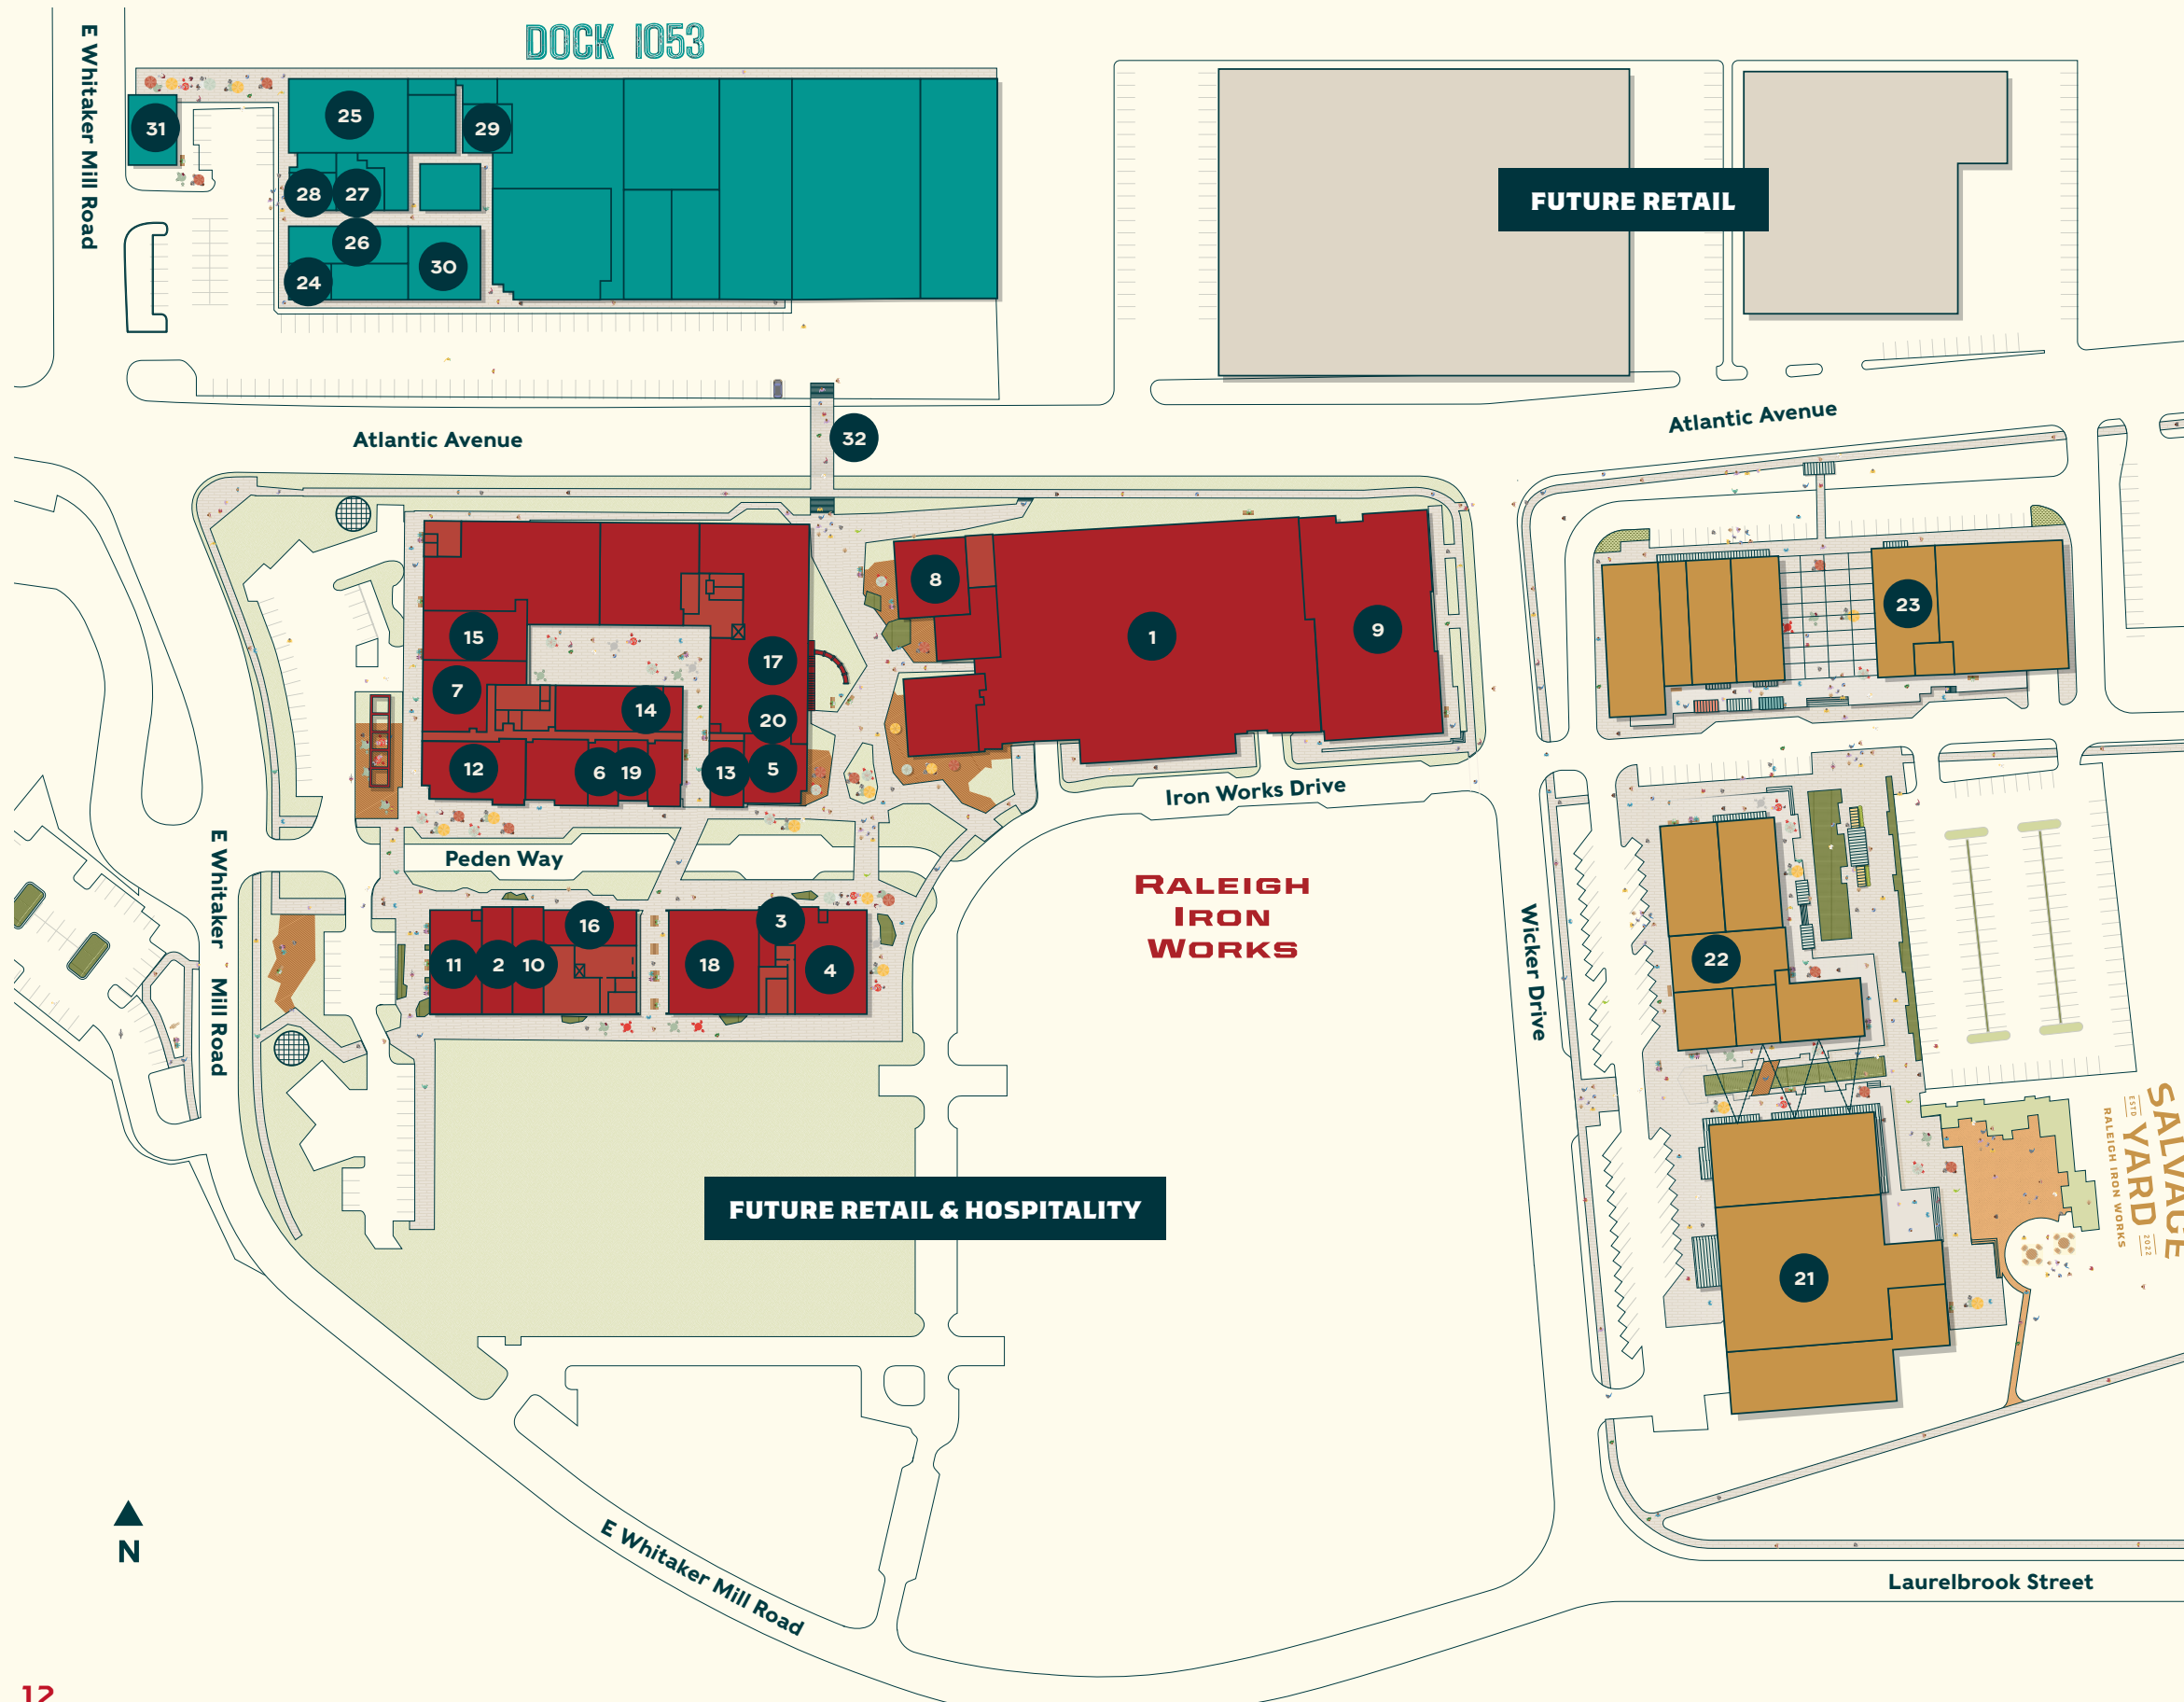 DOCK 1053
E Whitaker Mill Road
31
25
29
28
27
26
24
30
FUTURE RETAIL
Atlantic Avenue
32
Atlantic Avenue
15
7
14
17
20
12
6
19
13
5
8
1
9
23
Iron Works Drive
Peden Way
E Whitaker Mill Road
RALEIGH
IRON
WORKS
11
2
10
16
18
3
4
Wicker Drive
22
21
SALVAGE
ESTD YARD 2022
RALEIGH IRON WORKS
FUTURE RETAIL & HOSPITALITY
N
E Whitaker Mill Road
Laurelbrook Street
12